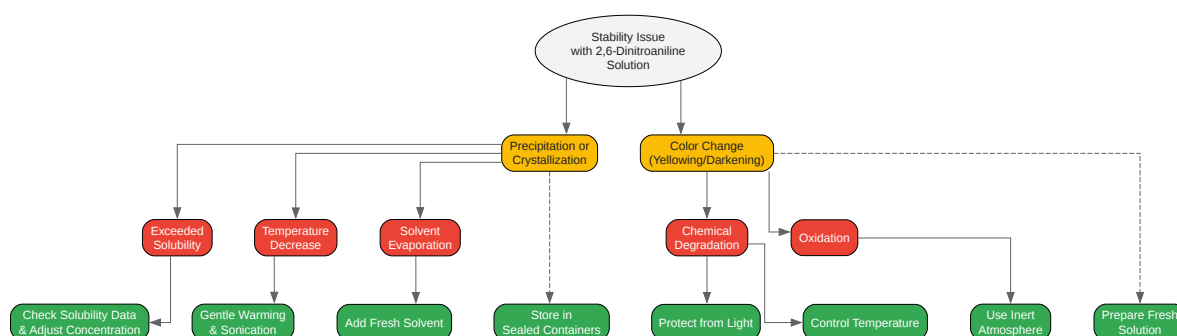 Stability Issue
with 2,6-Dinitroaniline
Solution
Precipitation or
Crystallization
Color Change
(Yellowing/Darkening)
Exceeded
Solubility
Temperature
Decrease
Solvent
Evaporation
Chemical
Degradation
Oxidation
Check Solubility Data
& Adjust Concentration
Gentle Warming
& Sonication
Add Fresh Solvent
Store in
Sealed Containers
Protect from Light
Control Temperature
Use Inert
Atmosphere
Prepare Fresh
Solution